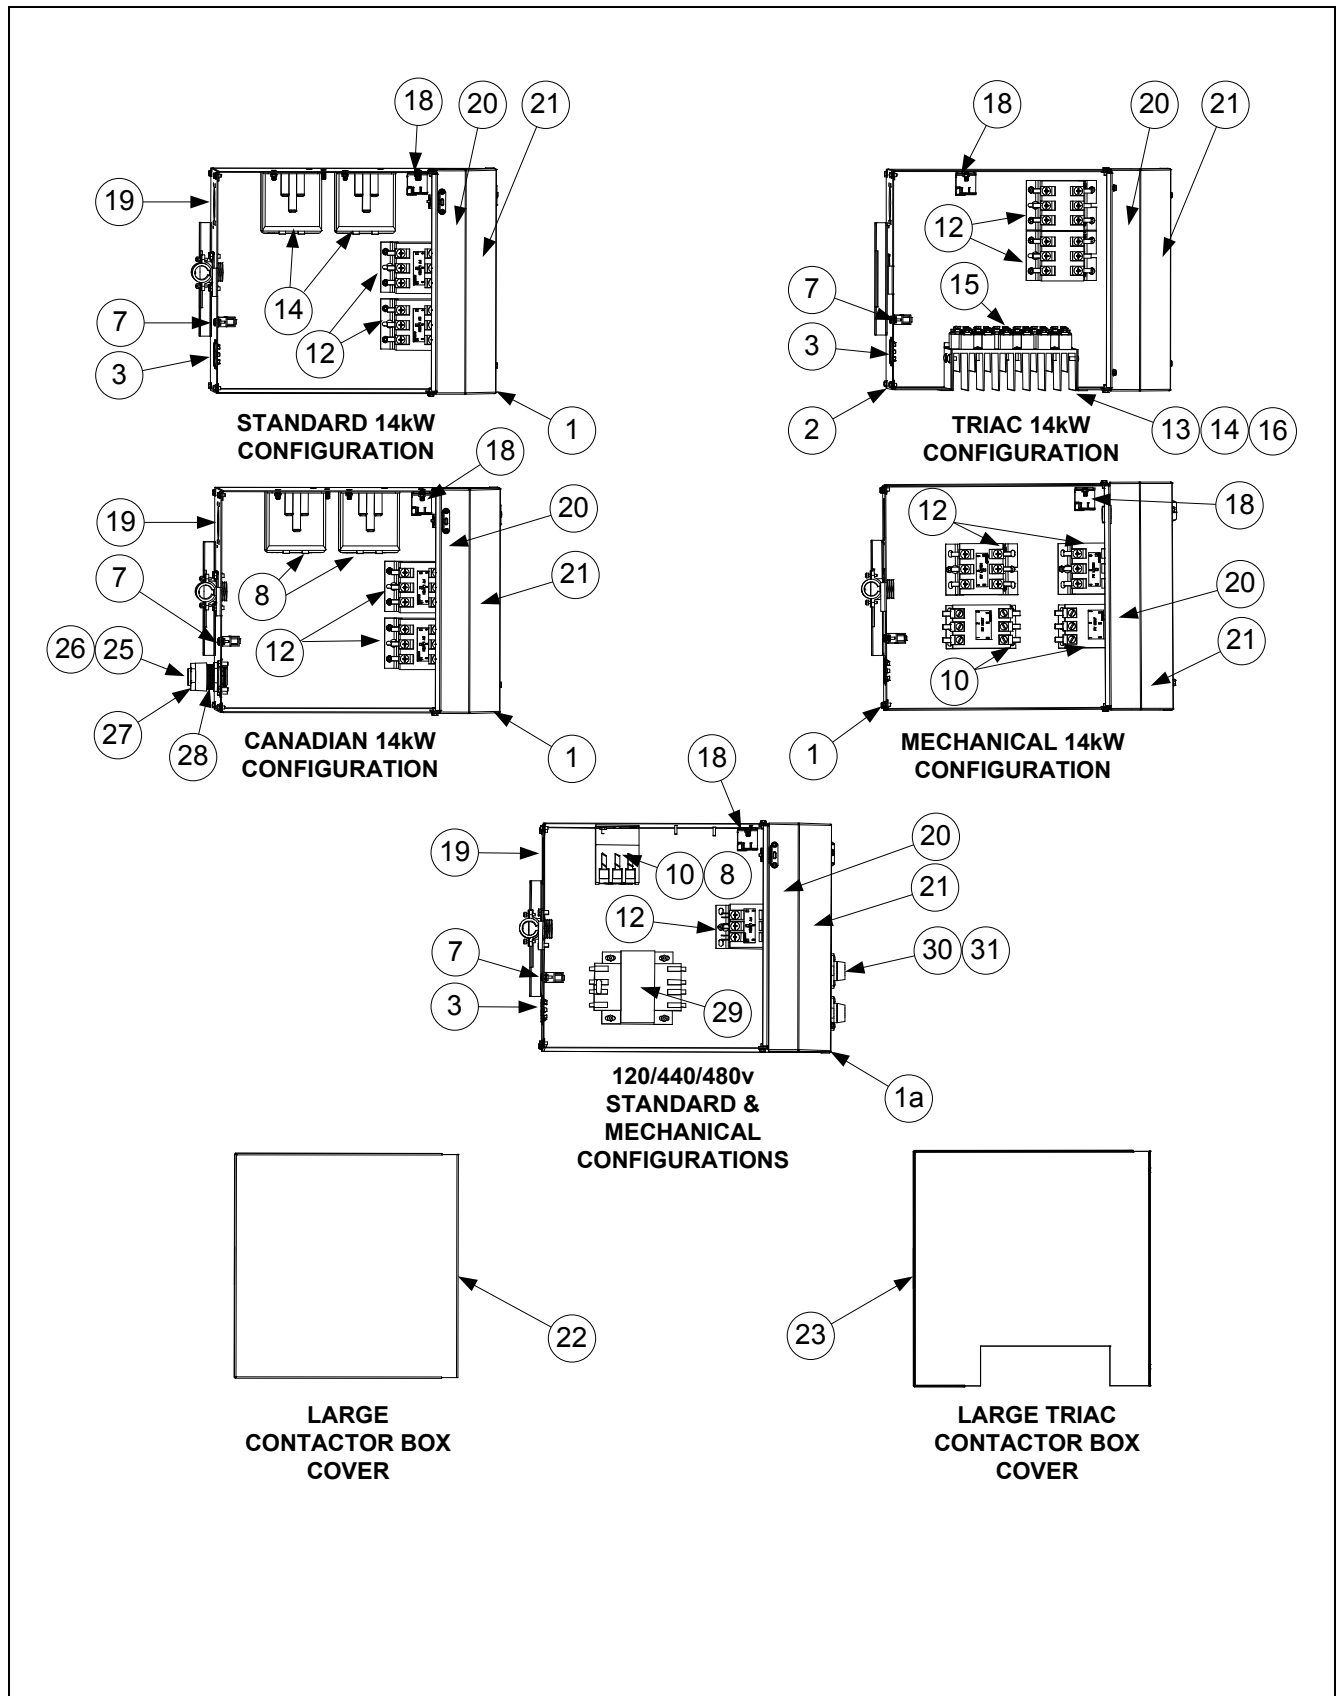 18 20 21
19
14
7
12
3
STANDARD 14kW
CONFIGURATION
1
18 20 21
12
7 15
3
2
TRIAC 14kW
CONFIGURATION
13 14 16
18
19 20
7 8 21
26 25 12
27 28
CANADIAN 14kW
CONFIGURATION
1
12 18
20
10 21
1
MECHANICAL 14kW
CONFIGURATION
18
19 10 8 20
21
12
7 30 31
3 29
120/440/480v
STANDARD &
MECHANICAL
CONFIGURATIONS
1a
22
LARGE
CONTACTOR BOX
COVER
23
LARGE TRIAC
CONTACTOR BOX
COVER